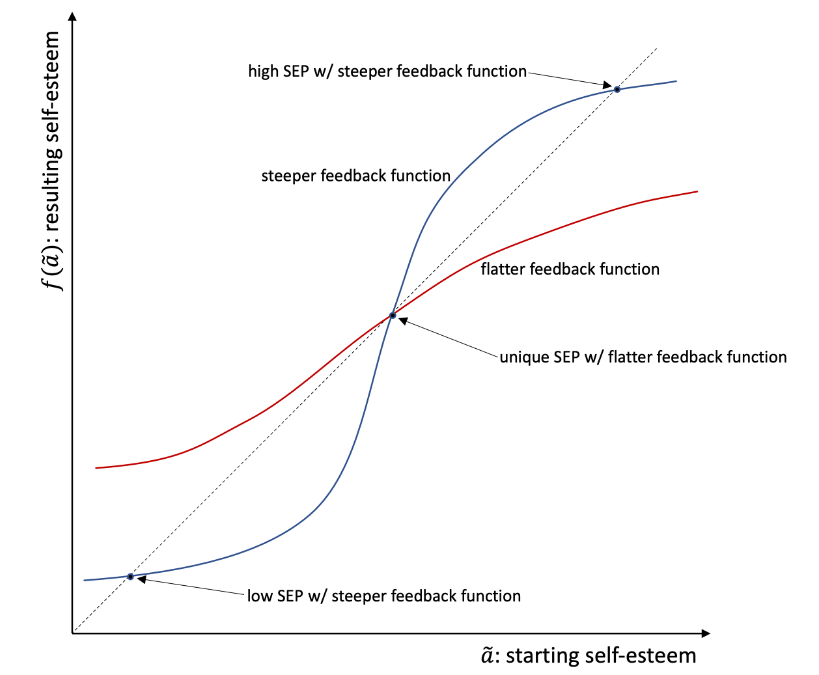 high SEP w/ steeper feedback function
steeper feedback function
f(ã): resulting self-esteem
flatter feedback function
unique SEP w/ flatter feedback function
low SEP w/ steeper feedback function
ã: starting self-esteem